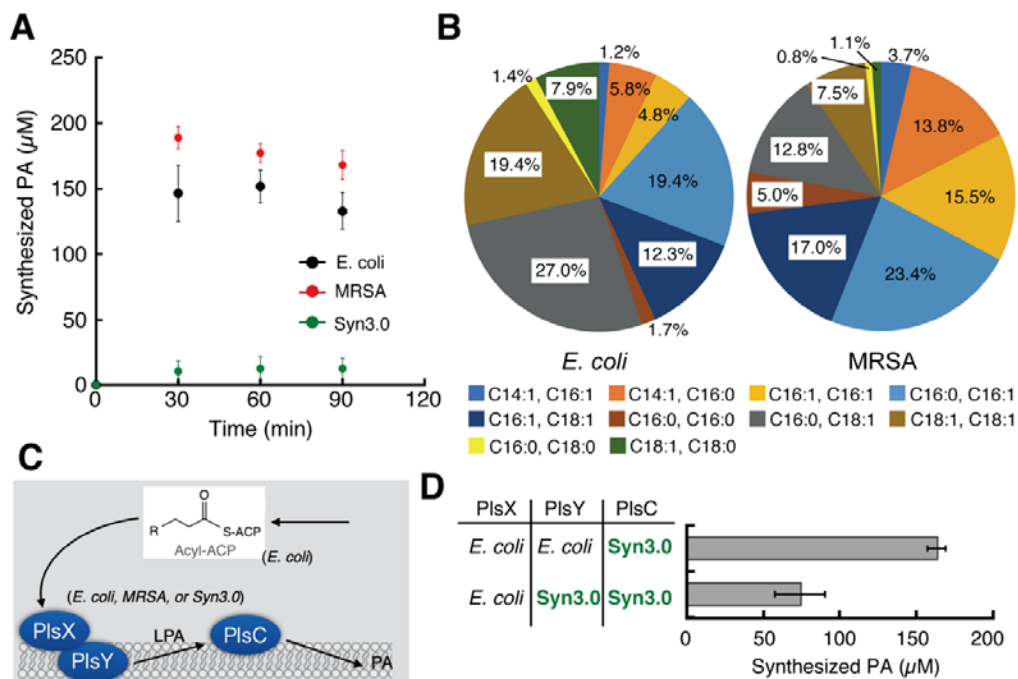 A
Synthesized PA (µM)
250
200
150
100
50
0
0 30 60 90 120
Time (min)
E. coli
MRSA
Syn3.0
B
1.2%
5.8%
4.8%
19.4%
12.3%
1.7%
27.0%
19.4%
1.4%
7.9%
E. coli
3.7%
13.8%
15.5%
23.4%
17.0%
5.0%
12.8%
7.5%
0.8%
1.1%
MRSA
C14:1, C16:1 C14:1, C16:0 C16:1, C16:1 C16:0, C16:1
C16:1, C18:1 C16:0, C16:0 C16:0, C18:1 C18:1, C18:1
C16:0, C18:0 C18:1, C18:0
C
O
R
S-ACP
Acyl-ACP
(E. coli)
(E. coli, MRSA, or Syn3.0)
PlsX
PlsY
LPA
PlsC
PA
D
PlsX PlsY PlsC
E. coli E. coli Syn3.0
E. coli Syn3.0 Syn3.0
0 50 100 150 200
Synthesized PA (µM)